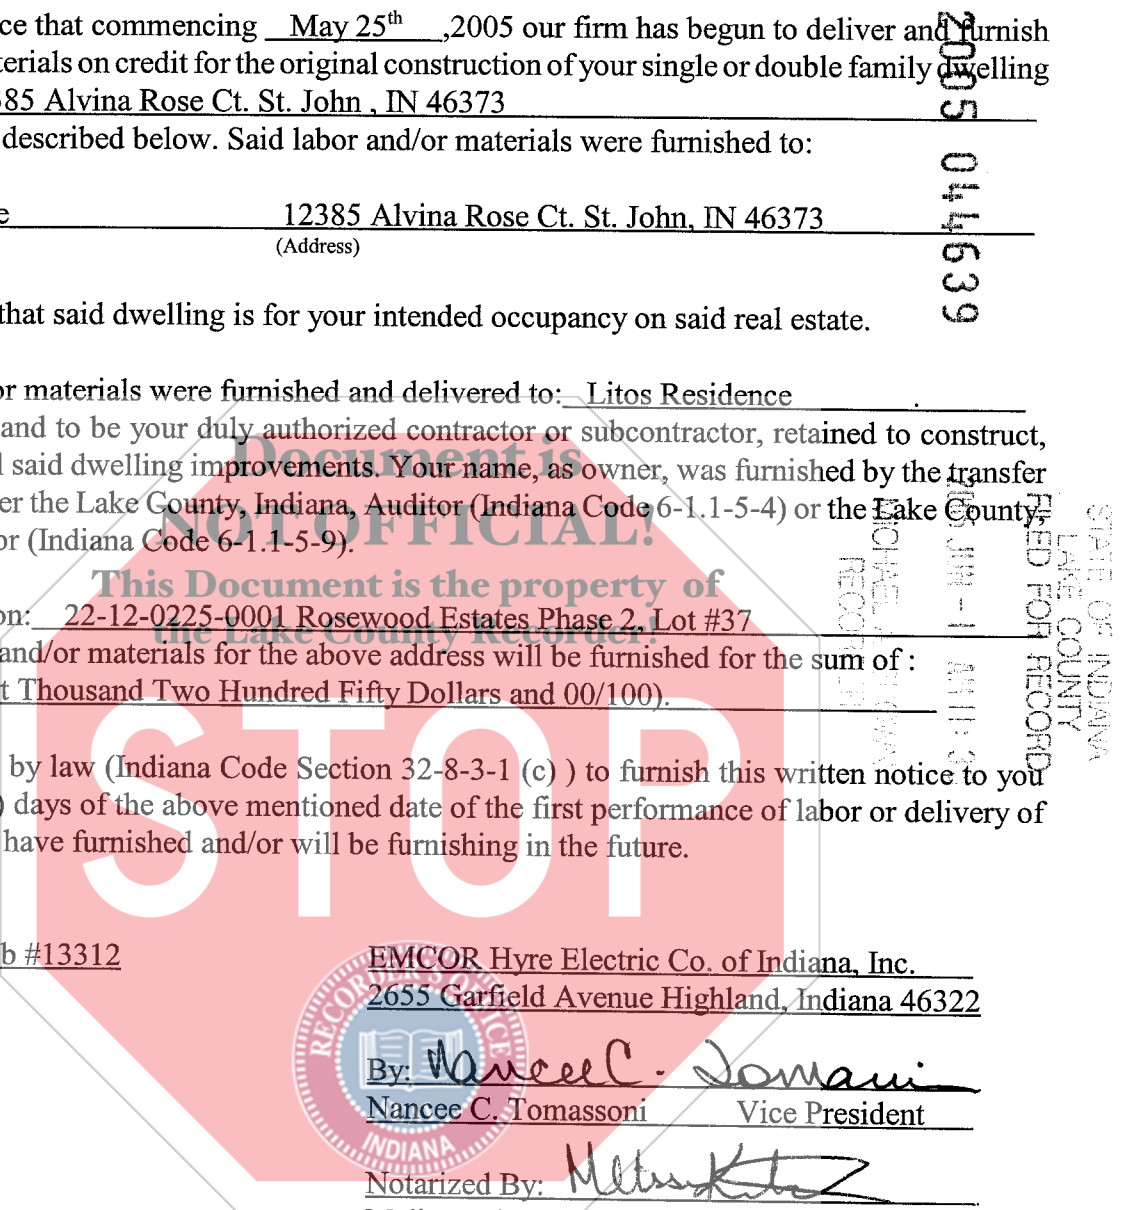 ce that commencing May 25th ,2005 our firm has begun to deliver and furnish
terials on credit for the original construction of your single or double family dwelling
385 Alvina Rose Ct. St. John , IN 46373
described below. Said labor and/or materials were furnished to:
e 12385 Alvina Rose Ct. St. John, IN 46373
(Address)
2005 044639
that said dwelling is for your intended occupancy on said real estate.
or materials were furnished and delivered to: Litos Residence
and to be your duly authorized contractor or subcontractor, retained to construct,
l said dwelling improvements. Your name, as owner, was furnished by the transfer
er the Lake County, Indiana, Auditor (Indiana Code 6-1.1-5-4) or the Lake County,
or (Indiana Code 6-1.1-5-9).
Document is
NOT OFFICIAL!
This Document is the property of
the Lake County Recorder!
STATE OF INDIANA
LAKE COUNTY
FILED FOR RECORD
on: 22-12-0225-0001 Rosewood Estates Phase 2, Lot #37
and/or materials for the above address will be furnished for the sum of :
t Thousand Two Hundred Fifty Dollars and 00/100).
STOP
by law (Indiana Code Section 32-8-3-1 (c) ) to furnish this written notice to you
) days of the above mentioned date of the first performance of labor or delivery of
have furnished and/or will be furnishing in the future.
b #13312
EMCOR Hyre Electric Co. of Indiana, Inc.
2655 Garfield Avenue Highland, Indiana 46322
RECORDER'S OFFICE
INDIANA
By: Nancee C. Tomassoni
Nancee C. Tomassoni Vice President
Notarized By: